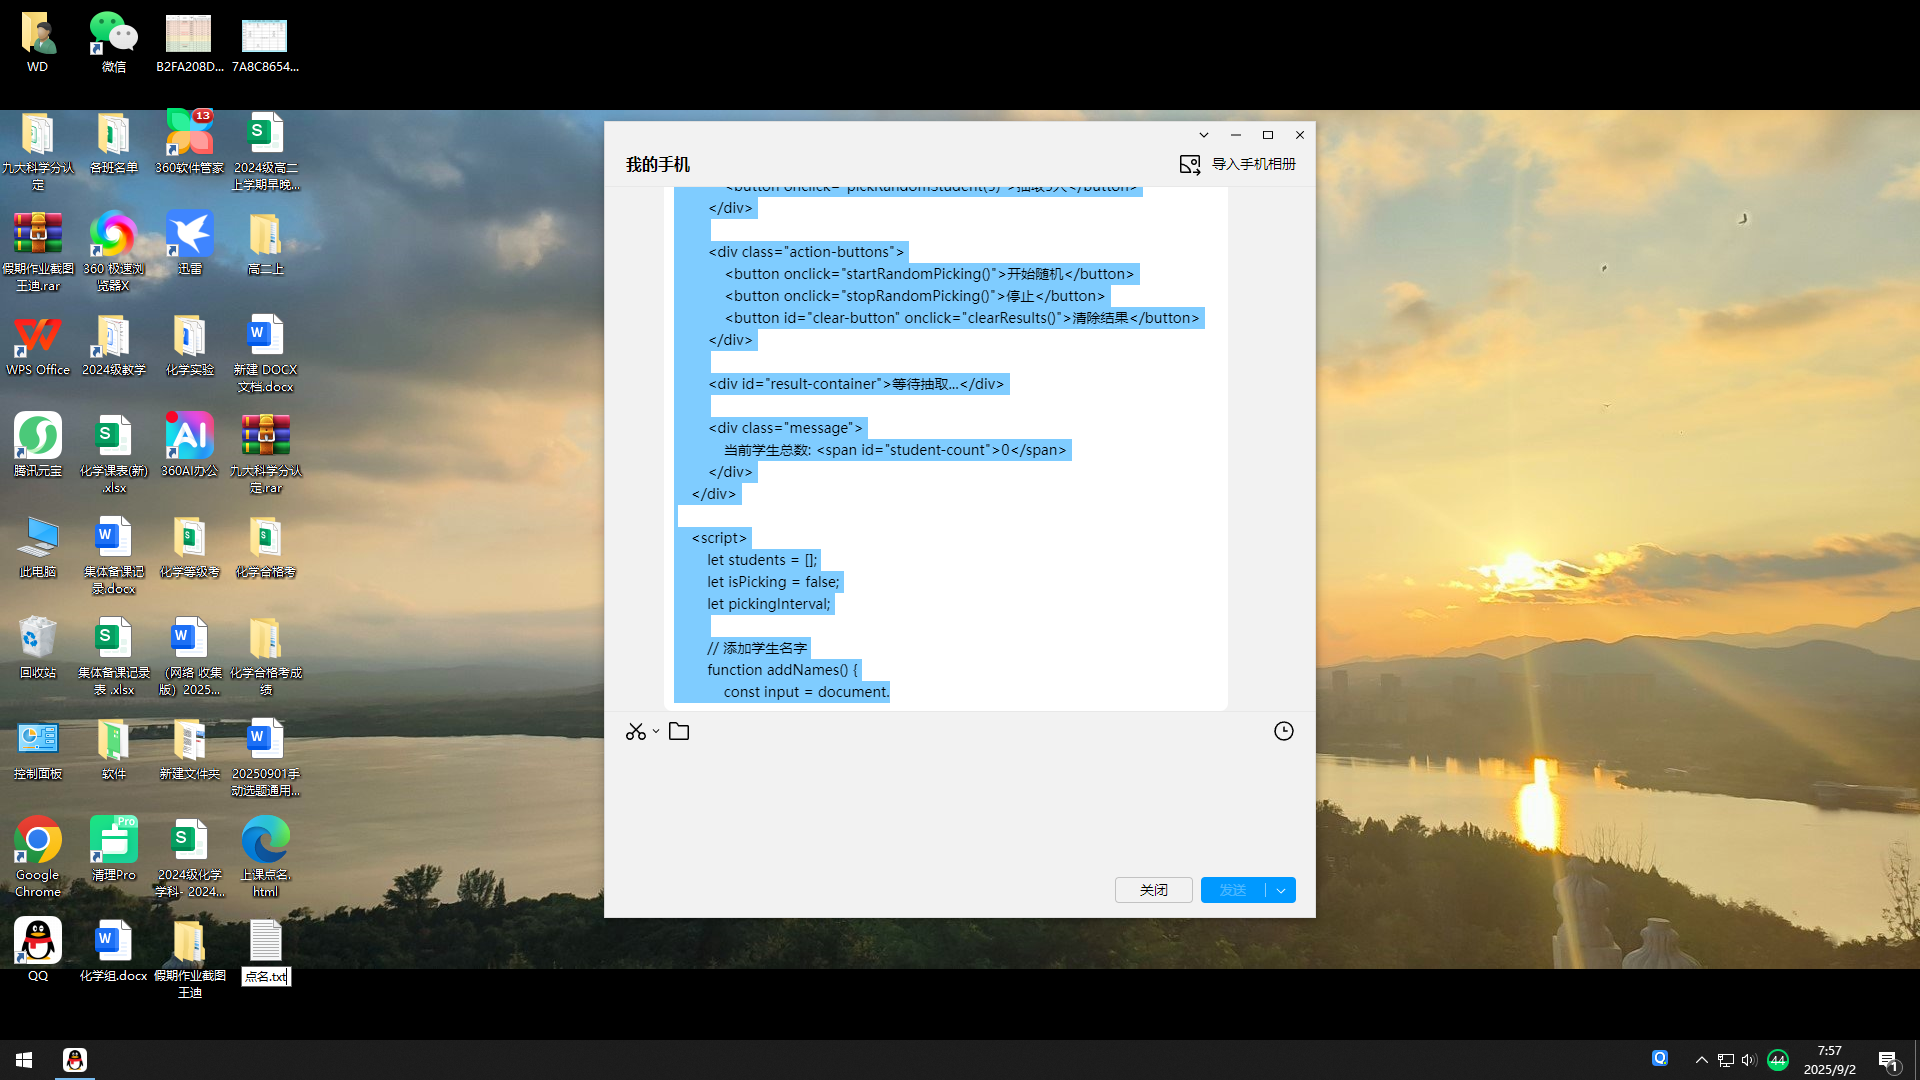 WD
微信
B2FA208D...
7A8C8654...
九大科学分认
定
各班名单
13
360软件管家
2024级高二
上学期早晚...
假期作业截图
王迪.rar
360 极速浏
览器X
迅雷
高二上
WPS Office
2024级教学
化学实验
新建 DOCX
文档.docx
腾讯元宝
化学课表(新)
.xlsx
AI
360AI办公
九大科学分认
定.rar
此电脑
集体备课记
录.docx
化学等级考
化学合格考
回收站
集体备课记录
表 .xlsx
（网络 收集
版）2025...
化学合格考成
绩
控制面板
软件
新建文件夹
20250901手
动选题通用...
Google
Chrome
Pro
清理Pro
2024级化学
学科- 2024...
上课点名.
html
QQ
化学组.docx
假期作业截图
王迪
点名.txt
我的手机
导入手机相册
<button onclick="pickRandomStudent(5)">抽取5人</button>
</div>
<div class="action-buttons">
<button onclick="startRandomPicking()">开始随机</button>
<button onclick="stopRandomPicking()">停止</button>
<button id="clear-button" onclick="clearResults()">清除结果</button>
</div>
<div id="result-container">等待抽取...</div>
<div class="message">
当前学生总数: <span id="student-count">0</span>
</div>
</div>
<script>
let students = [];
let isPicking = false;
let pickingInterval;
// 添加学生名字
function addNames() {
const input = document.
关闭
发送
44
7:57
2025/9/2
1